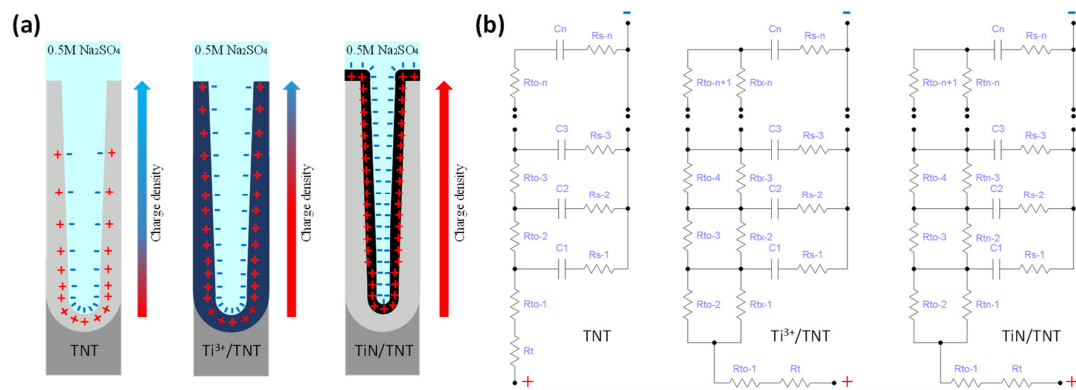 (a)
0.5M Na₂SO₄
0.5M Na₂SO₄
0.5M Na₂SO₄
Charge density
Charge density
Charge density
TNT
Ti³⁺/TNT
TiN/TNT
(b)
−
Cn
Rs-n
Rto-n
C3
Rs-3
Rto-3
C2
Rs-2
Rto-2
C1
Rs-1
Rto-1
Rt
+
TNT
−
Cn
Rs-n
Rto-n+1
Rtx-n
C3
Rs-3
Rto-4
Rtx-3
C2
Rs-2
Rto-3
Rtx-2
C1
Rs-1
Rto-2
Rtx-1
Ti³⁺/TNT
Rto-1
Rt
+
−
Cn
Rs-n
Rto-n+1
Rtn-n
C3
Rs-3
Rto-4
Rtn-3
C2
Rs-2
Rto-3
Rtn-2
C1
Rs-1
Rto-2
Rtn-1
TiN/TNT
Rto-1
Rt
+